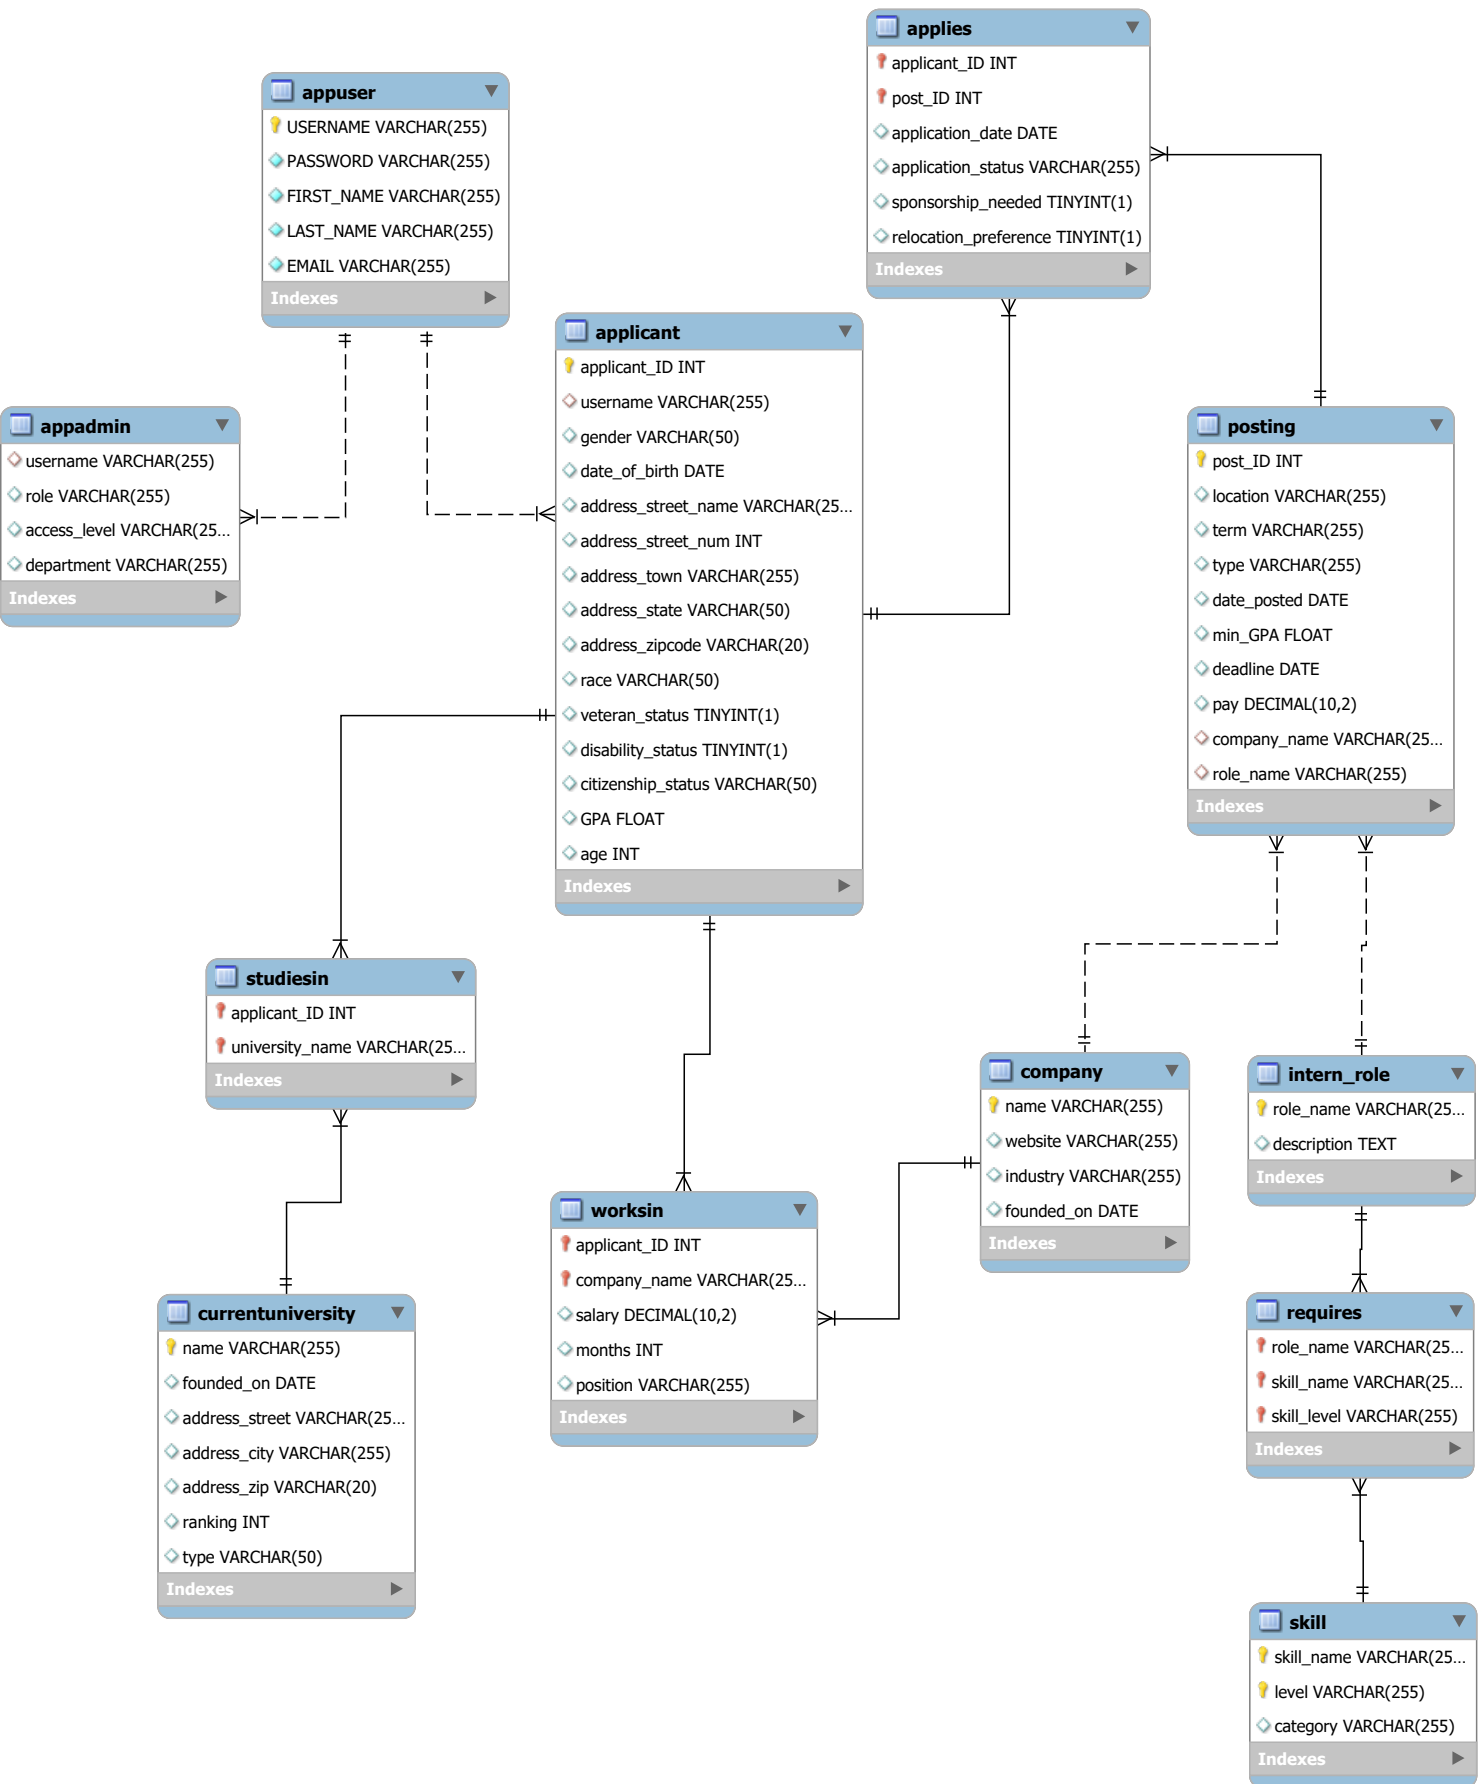 applies
applicant_ID INT
post_ID INT
application_date DATE
application_status VARCHAR(255)
sponsorship_needed TINYINT(1)
relocation_preference TINYINT(1)
Indexes
appuser
USERNAME VARCHAR(255)
PASSWORD VARCHAR(255)
FIRST_NAME VARCHAR(255)
LAST_NAME VARCHAR(255)
EMAIL VARCHAR(255)
Indexes
applicant
applicant_ID INT
username VARCHAR(255)
gender VARCHAR(50)
date_of_birth DATE
address_street_name VARCHAR(25...
address_street_num INT
address_town VARCHAR(255)
address_state VARCHAR(50)
address_zipcode VARCHAR(20)
race VARCHAR(50)
veteran_status TINYINT(1)
disability_status TINYINT(1)
citizenship_status VARCHAR(50)
GPA FLOAT
age INT
Indexes
appadmin
username VARCHAR(255)
role VARCHAR(255)
access_level VARCHAR(25...
department VARCHAR(255)
Indexes
posting
post_ID INT
location VARCHAR(255)
term VARCHAR(255)
type VARCHAR(255)
date_posted DATE
min_GPA FLOAT
deadline DATE
pay DECIMAL(10,2)
company_name VARCHAR(25...
role_name VARCHAR(255)
Indexes
studiesin
applicant_ID INT
university_name VARCHAR(25...
Indexes
company
name VARCHAR(255)
website VARCHAR(255)
industry VARCHAR(255)
founded_on DATE
Indexes
intern_role
role_name VARCHAR(25...
description TEXT
Indexes
worksin
applicant_ID INT
company_name VARCHAR(25...
salary DECIMAL(10,2)
months INT
position VARCHAR(255)
Indexes
currentuniversity
name VARCHAR(255)
founded_on DATE
address_street VARCHAR(25...
address_city VARCHAR(255)
address_zip VARCHAR(20)
ranking INT
type VARCHAR(50)
Indexes
requires
role_name VARCHAR(25...
skill_name VARCHAR(25...
skill_level VARCHAR(255)
Indexes
skill
skill_name VARCHAR(25...
level VARCHAR(255)
category VARCHAR(255)
Indexes